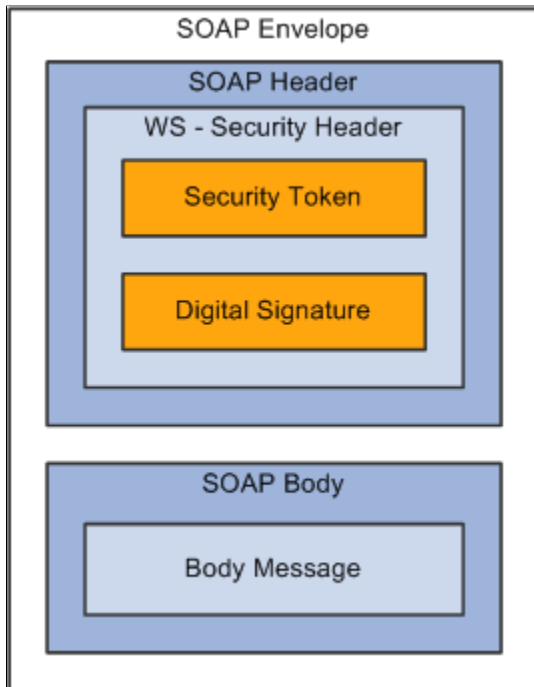 SOAP Envelope
SOAP Header
WS - Security Header
Security Token
Digital Signature
SOAP Body
Body Message